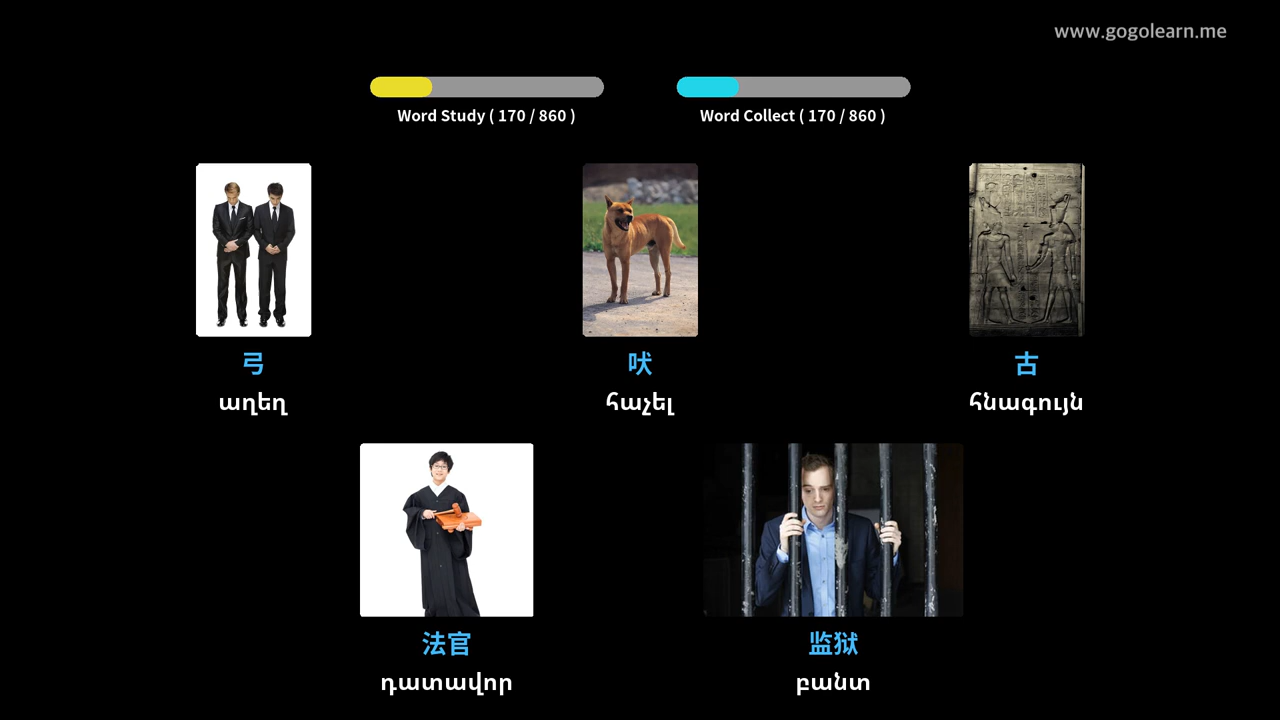 www.gogolearn.me
Word Study ( 170 / 860 )
Word Collect ( 170 / 860 )
弓
աղեղ
吠
հաչել
古
հնագույն
法官
դատավոր
监狱
բանտ